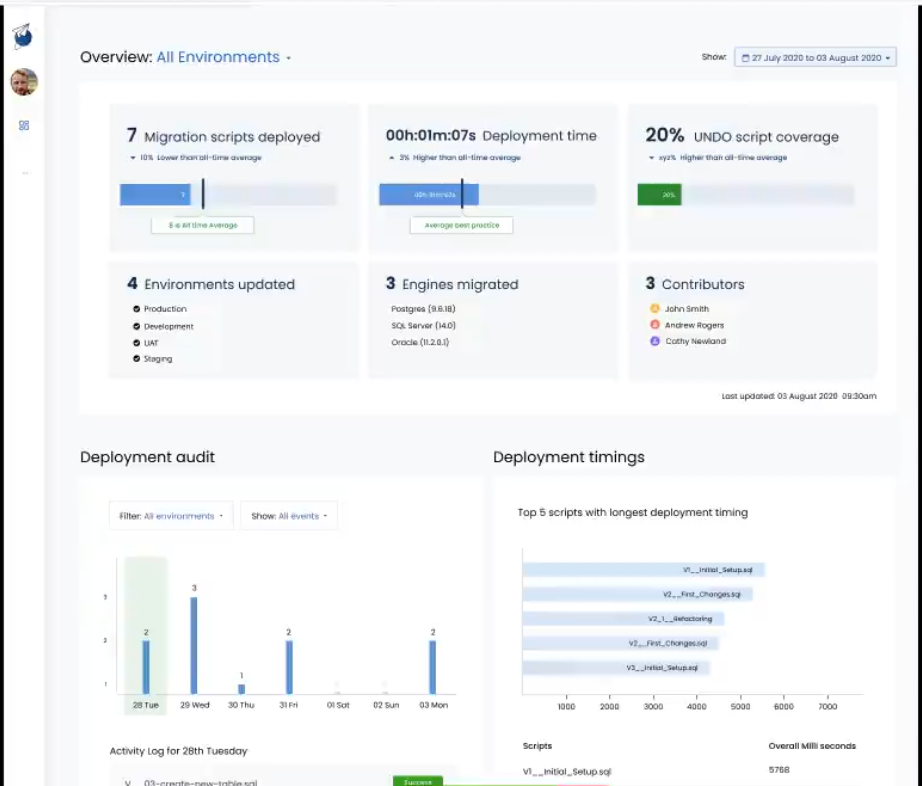 Overview: All Environments
Show: 27 July 2020 to 03 August 2020
7 Migration scripts deployed
10% Lower than all-time average
7
All time Average
00h:01m:07s Deployment time
3% Higher than all-time average
00h:01m:07s
Average best practice
20% UNDO script coverage
xyz% Higher than all-time average
20%
4 Environments updated
Production
Development
UAT
Staging
3 Engines migrated
Postgres (9.6.18)
SQL Server (14.0)
Oracle (11.2.0.1)
3 Contributors
John Smith
Andrew Rogers
Cathy Newland
Last updated: 03 August 2020 09:30am
Deployment audit
Filter: All environments
Show: All events
3
2
1
2
3
1
2
2
28 Tue
29 Wed
30 Thu
31 Fri
01 Sat
02 Sun
03 Mon
Activity Log for 28th Tuesday
V 03-create-new-table.sql
Success
Deployment timings
Top 5 scripts with longest deployment timing
V1__Initial_Setup.sql
V2__First_Changes.sql
V2_1__Refactoring
V2__First_Changes.sql
V3__Initial_Setup.sql
1000 2000 3000 4000 5000 6000 7000
Scripts Overall Milli seconds
V1__Initial_Setup.sql 5768